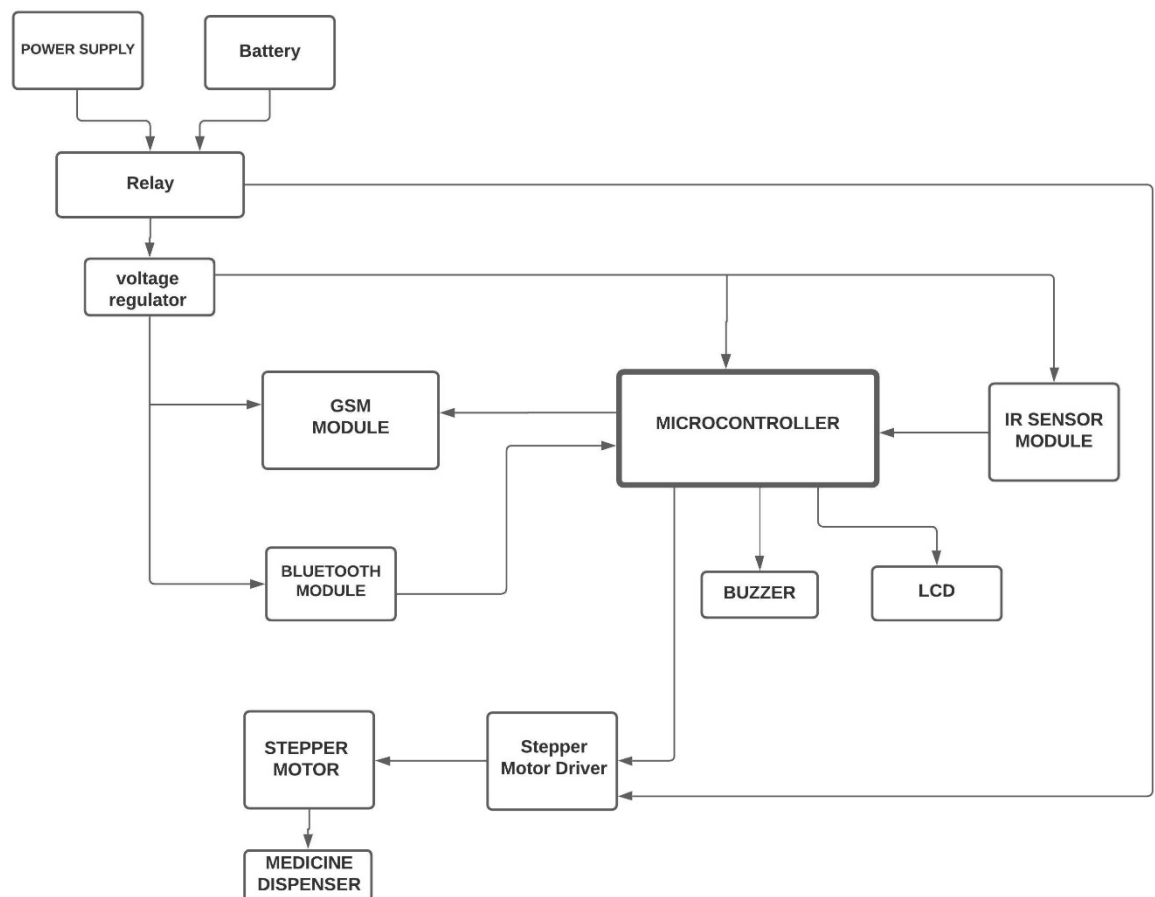 POWER SUPPLY
Battery
Relay
voltage
regulator
GSM
MODULE
MICROCONTROLLER
IR SENSOR
MODULE
BLUETOOTH
MODULE
BUZZER
LCD
STEPPER
MOTOR
Stepper
Motor Driver
MEDICINE
DISPENSER